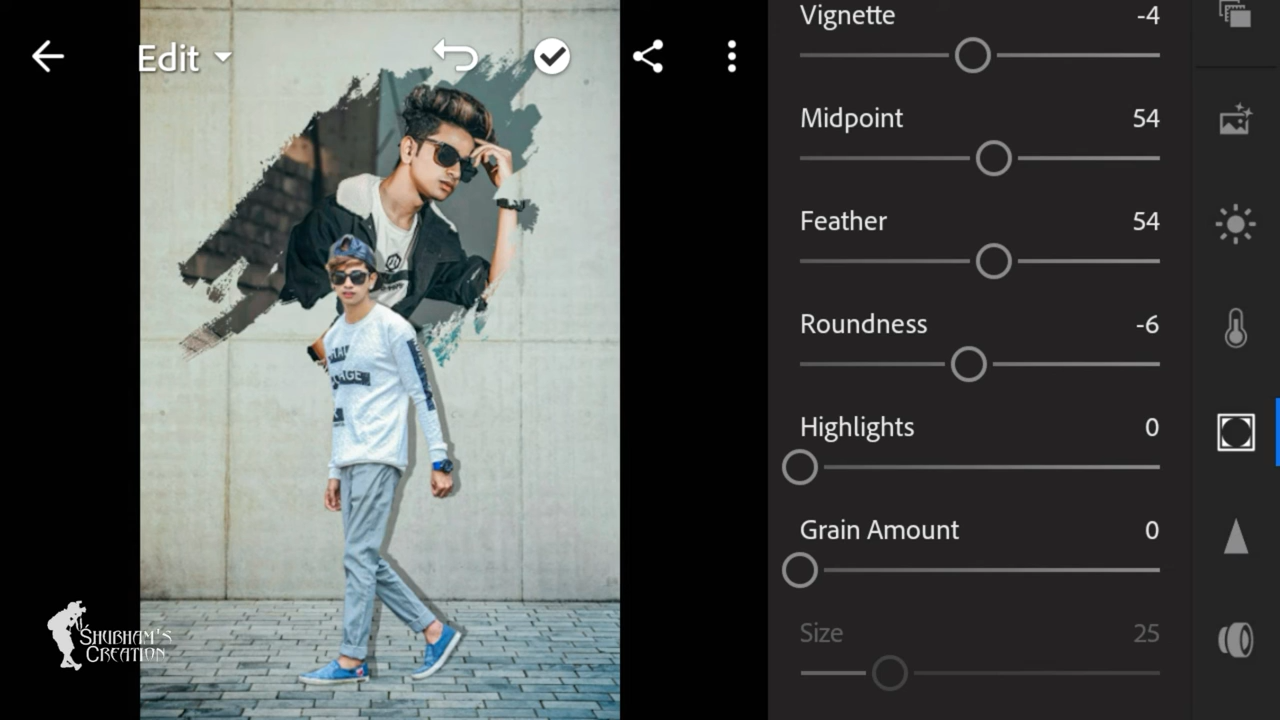 Edit
Vignette -4
Midpoint 54
Feather 54
Roundness -6
Highlights 0
Grain Amount 0
Size 25
SHUBHAM'S
CREATION